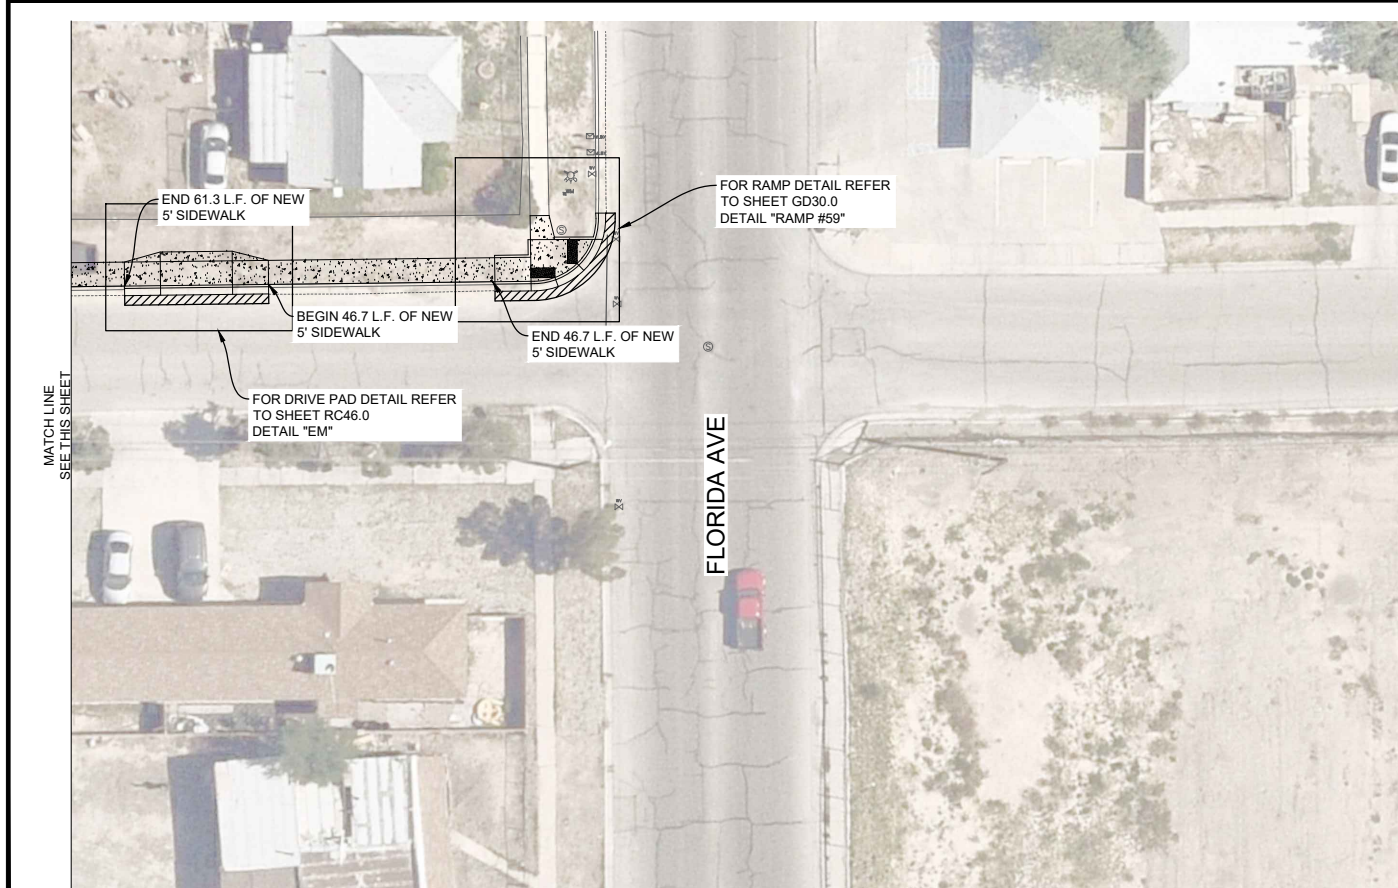 END 61.3 L.F. OF NEW
5' SIDEWALK
FOR RAMP DETAIL REFER
TO SHEET GD30.0
DETAIL "RAMP #59"
BEGIN 46.7 L.F. OF NEW
5' SIDEWALK
END 46.7 L.F. OF NEW
5' SIDEWALK
FOR DRIVE PAD DETAIL REFER
TO SHEET RC46.0
DETAIL "EM"
MATCH LINE
SEE THIS SHEET
FLORIDA AVE
S
S